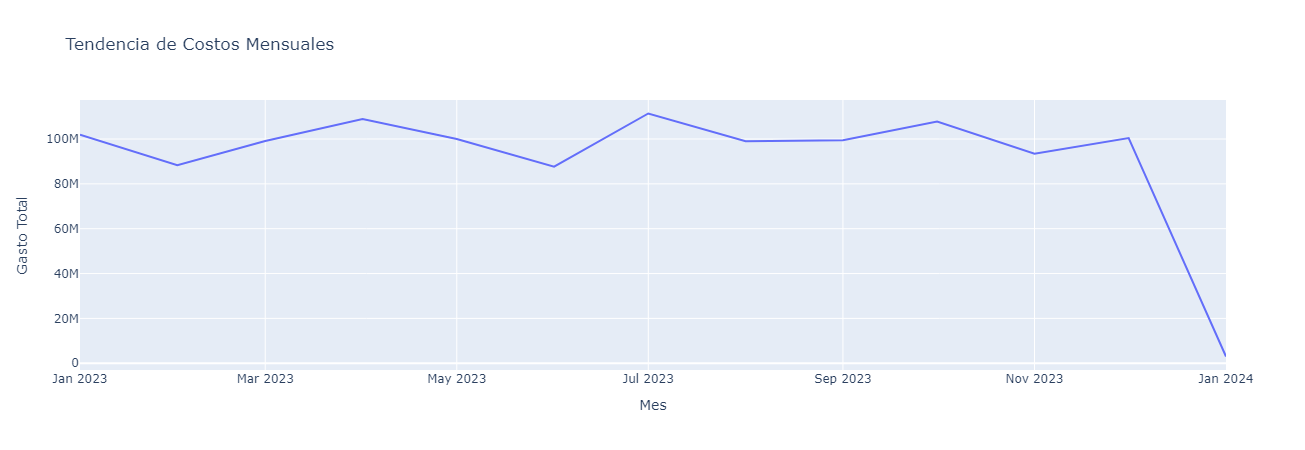 Tendencia de Costos Mensuales
Gasto Total
100M
80M
60M
40M
20M
0
Jan 2023
Mar 2023
May 2023
Jul 2023
Sep 2023
Nov 2023
Jan 2024
Mes